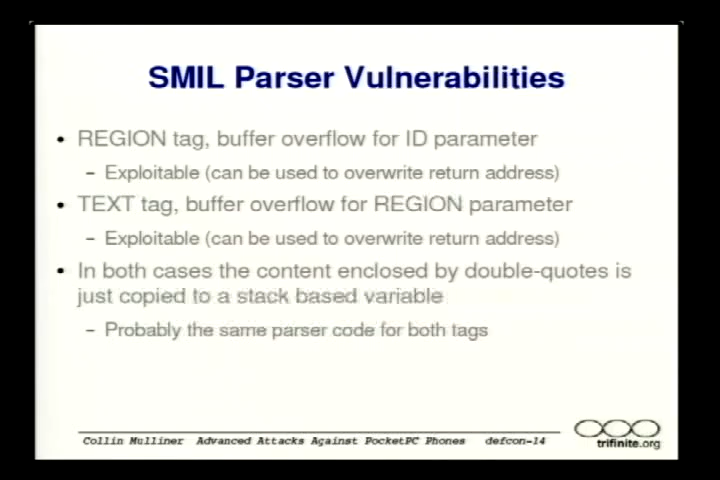 SMIL Parser Vulnerabilities
• REGION tag, buffer overflow for ID parameter
– Exploitable (can be used to overwrite return address)
• TEXT tag, buffer overflow for REGION parameter
– Exploitable (can be used to overwrite return address)
• In both cases the content enclosed by double-quotes is
just copied to a stack based variable
– Probably the same parser code for both tags
Collin Mulliner Advanced Attacks Against PocketPC Phones defcon-14
trifinite.org